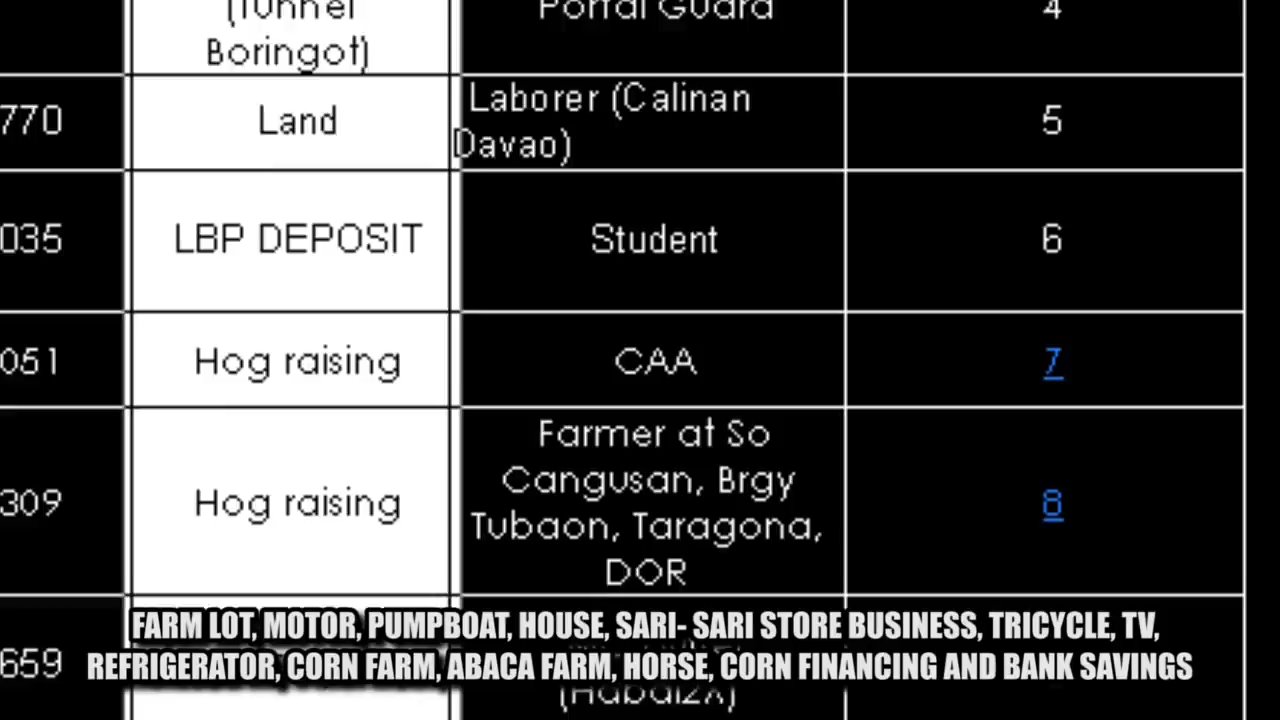 (Tunnel
Boringot)
Portal Guard
4
770
Land
Laborer (Calinan
Davao)
5
035
LBP DEPOSIT
Student
6
051
Hog raising
CAA
7
309
Hog raising
Farmer at So
Cangusan, Brgy
Tubaon, Taragona,
DOR
8
659
(Habal2x)
FARM LOT, MOTOR, PUMPBOAT, HOUSE, SARI- SARI STORE BUSINESS, TRICYCLE, TV,
REFRIGERATOR, CORN FARM, ABACA FARM, HORSE, CORN FINANCING AND BANK SAVINGS